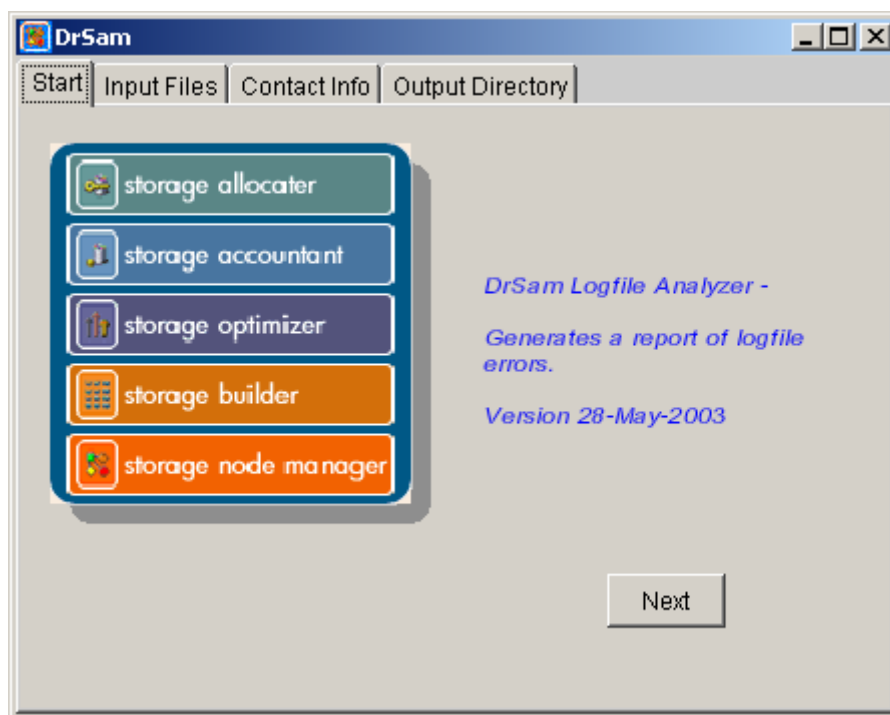 DrSam
Start Input Files Contact Info Output Directory
storage allocater
storage accountant
storage optimizer
storage builder
storage node manager
DrSam Logfile Analyzer -
Generates a report of logfile
errors.
Version 28-May-2003
Next